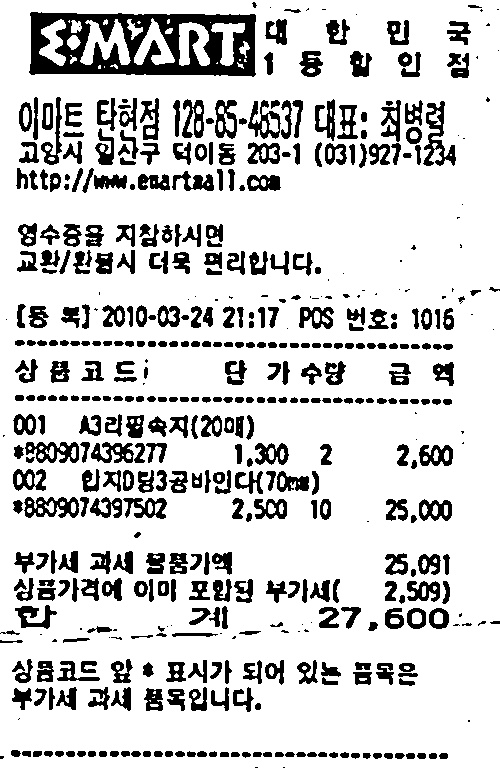 E·MART 대한민국
1등할인점
이마트 탄현점 128-85-46537 대표: 최병렬
고양시 일산구 덕이동 203-1 (031)927-1234
http://www.emartmall.com
영수증을 지참하시면
교환/환불시 더욱 편리합니다.
[등 록] 2010-03-24 21:17 POS 번호: 1016
상 품 코 드 단 가 수량 금 액
001 A3리필속지(20매)
*8809074396277 1,300 2 2,600
002 합지D링3공바인다(70mm)
*8809074397502 2,500 10 25,000
부가세 과세 물품가액 25,091
상품가격에 이미 포함된 부가세( 2,509)
합 계 27,600
상품코드 앞 * 표시가 되어 있는 품목은
부가세 과세 품목입니다.